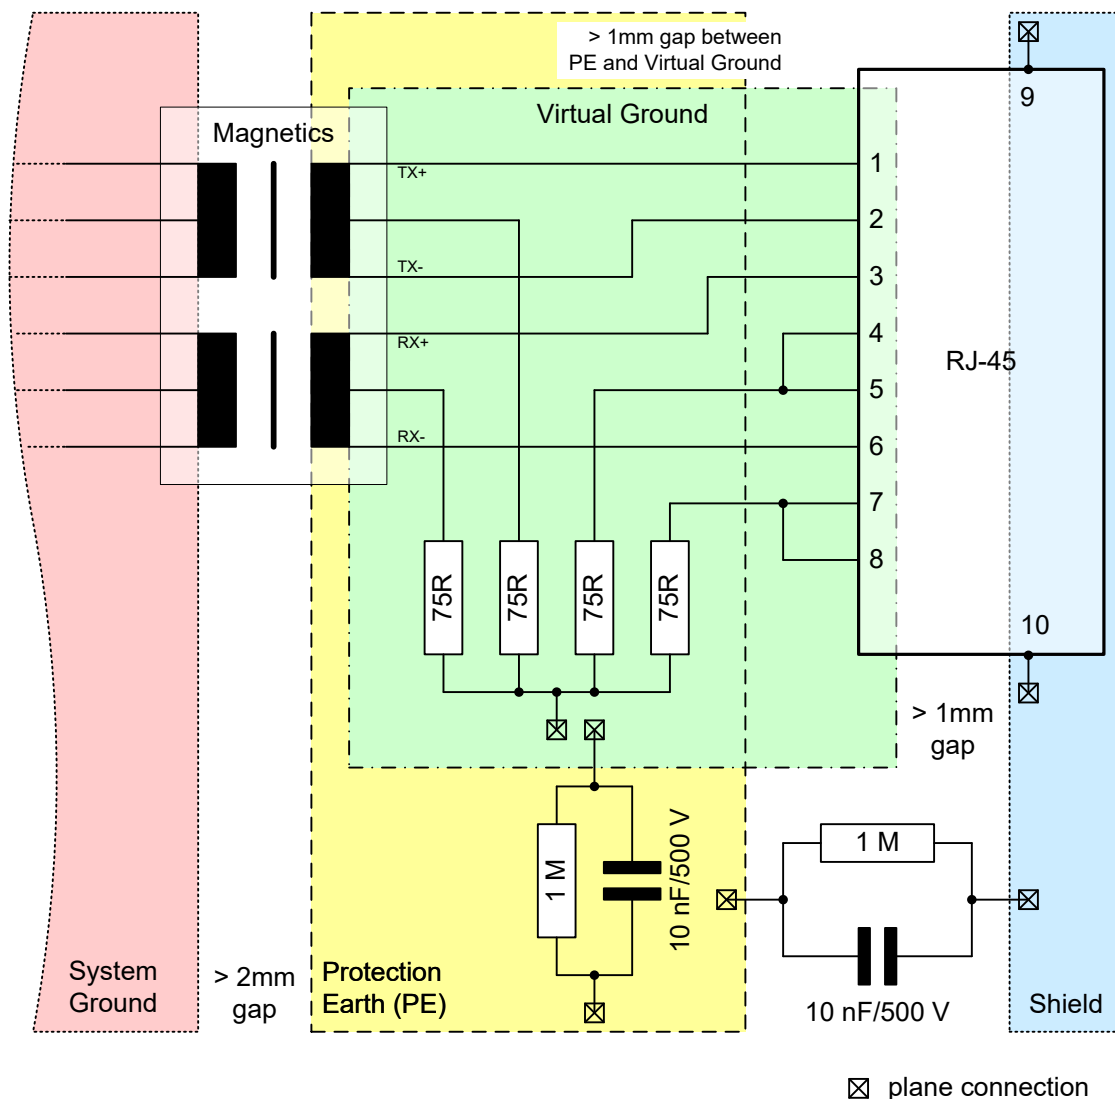 > 1mm gap between
PE and Virtual Ground
9
Magnetics
Virtual Ground
TX+
1
2
TX-
3
RX+
4
RJ-45
5
RX-
6
7
8
75R
75R
75R
75R
10
> 1mm
gap
1 M
10 nF/500 V
1 M
10 nF/500 V
System
Ground
> 2mm
gap
Protection
Earth (PE)
Shield
plane connection